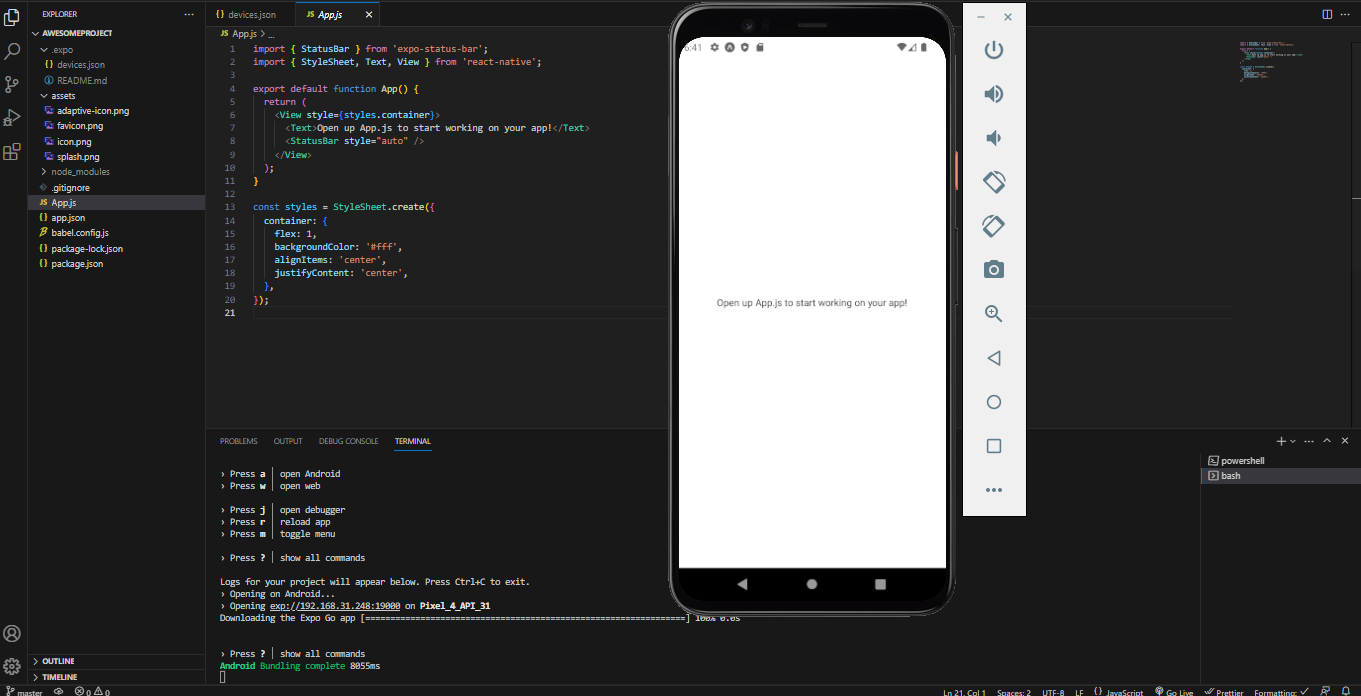 EXPLORER
AWESOMEPROJECT
.expo
{} devices.json
README.md
assets
adaptive-icon.png
favicon.png
icon.png
splash.png
node_modules
.gitignore
JS App.js
{} app.json
babel.config.js
{} package-lock.json
{} package.json
OUTLINE
TIMELINE
{} devices.json
JS App.js
JS App.js > ...
1 import { StatusBar } from 'expo-status-bar';
2 import { StyleSheet, Text, View } from 'react-native';
3
4 export default function App() {
5 return (
6 <View style={styles.container}>
7 <Text>Open up App.js to start working on your app!</Text>
8 <StatusBar style="auto" />
9 </View>
10 );
11 }
12
13 const styles = StyleSheet.create({
14 container: {
15 flex: 1,
16 backgroundColor: '#fff',
17 alignItems: 'center',
18 justifyContent: 'center',
19 },
20 });
21
6:41
Open up App.js to start working on your app!
PROBLEMS OUTPUT DEBUG CONSOLE TERMINAL
› Press a │ open Android
› Press w │ open web
› Press j │ open debugger
› Press r │ reload app
› Press m │ toggle menu
› Press ? │ show all commands
Logs for your project will appear below. Press Ctrl+C to exit.
› Opening on Android...
› Opening exp://192.168.31.248:19000 on Pixel_4_API_31
Downloading the Expo Go app [================================================================] 100% 0.0s
› Press ? │ show all commands
Android Bundling complete 8055ms
powershell
bash
master 0 0
Ln 21, Col 1 Spaces: 2 UTF-8 LF {} JavaScript Go Live Prettier Formatting: